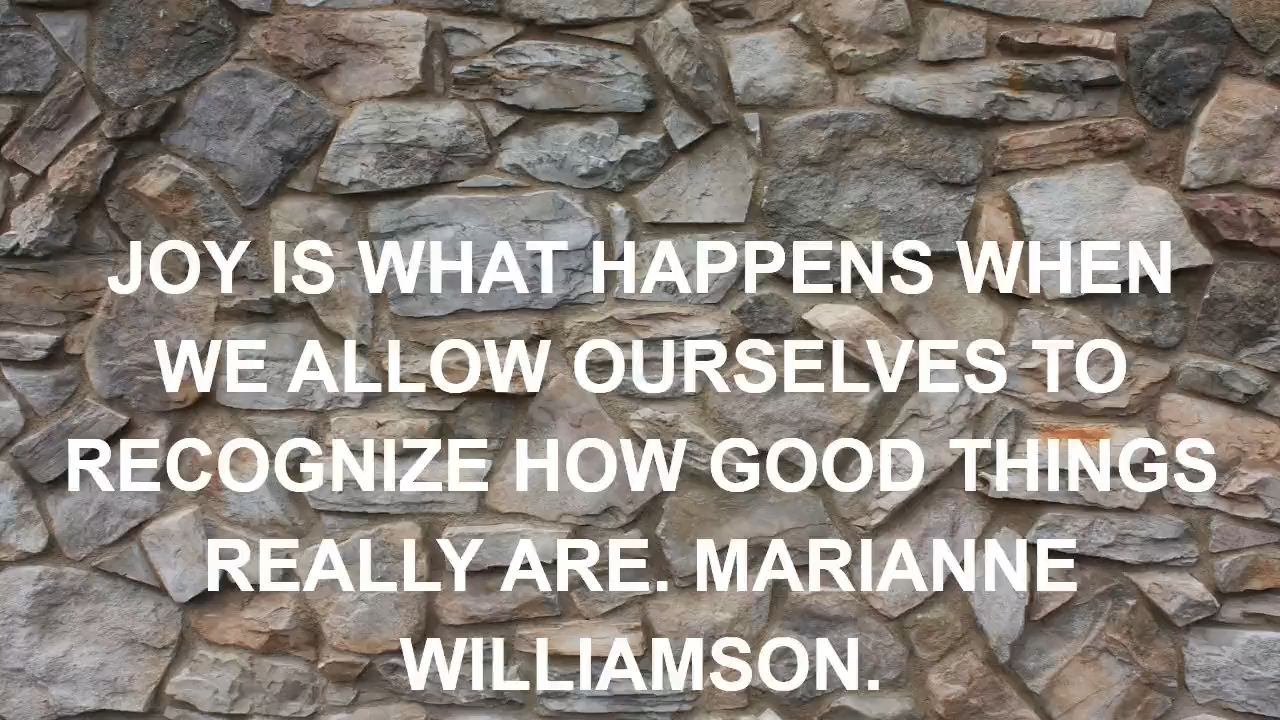 JOY IS WHAT HAPPENS WHEN
WE ALLOW OURSELVES TO
RECOGNIZE HOW GOOD THINGS
REALLY ARE. MARIANNE
WILLIAMSON.